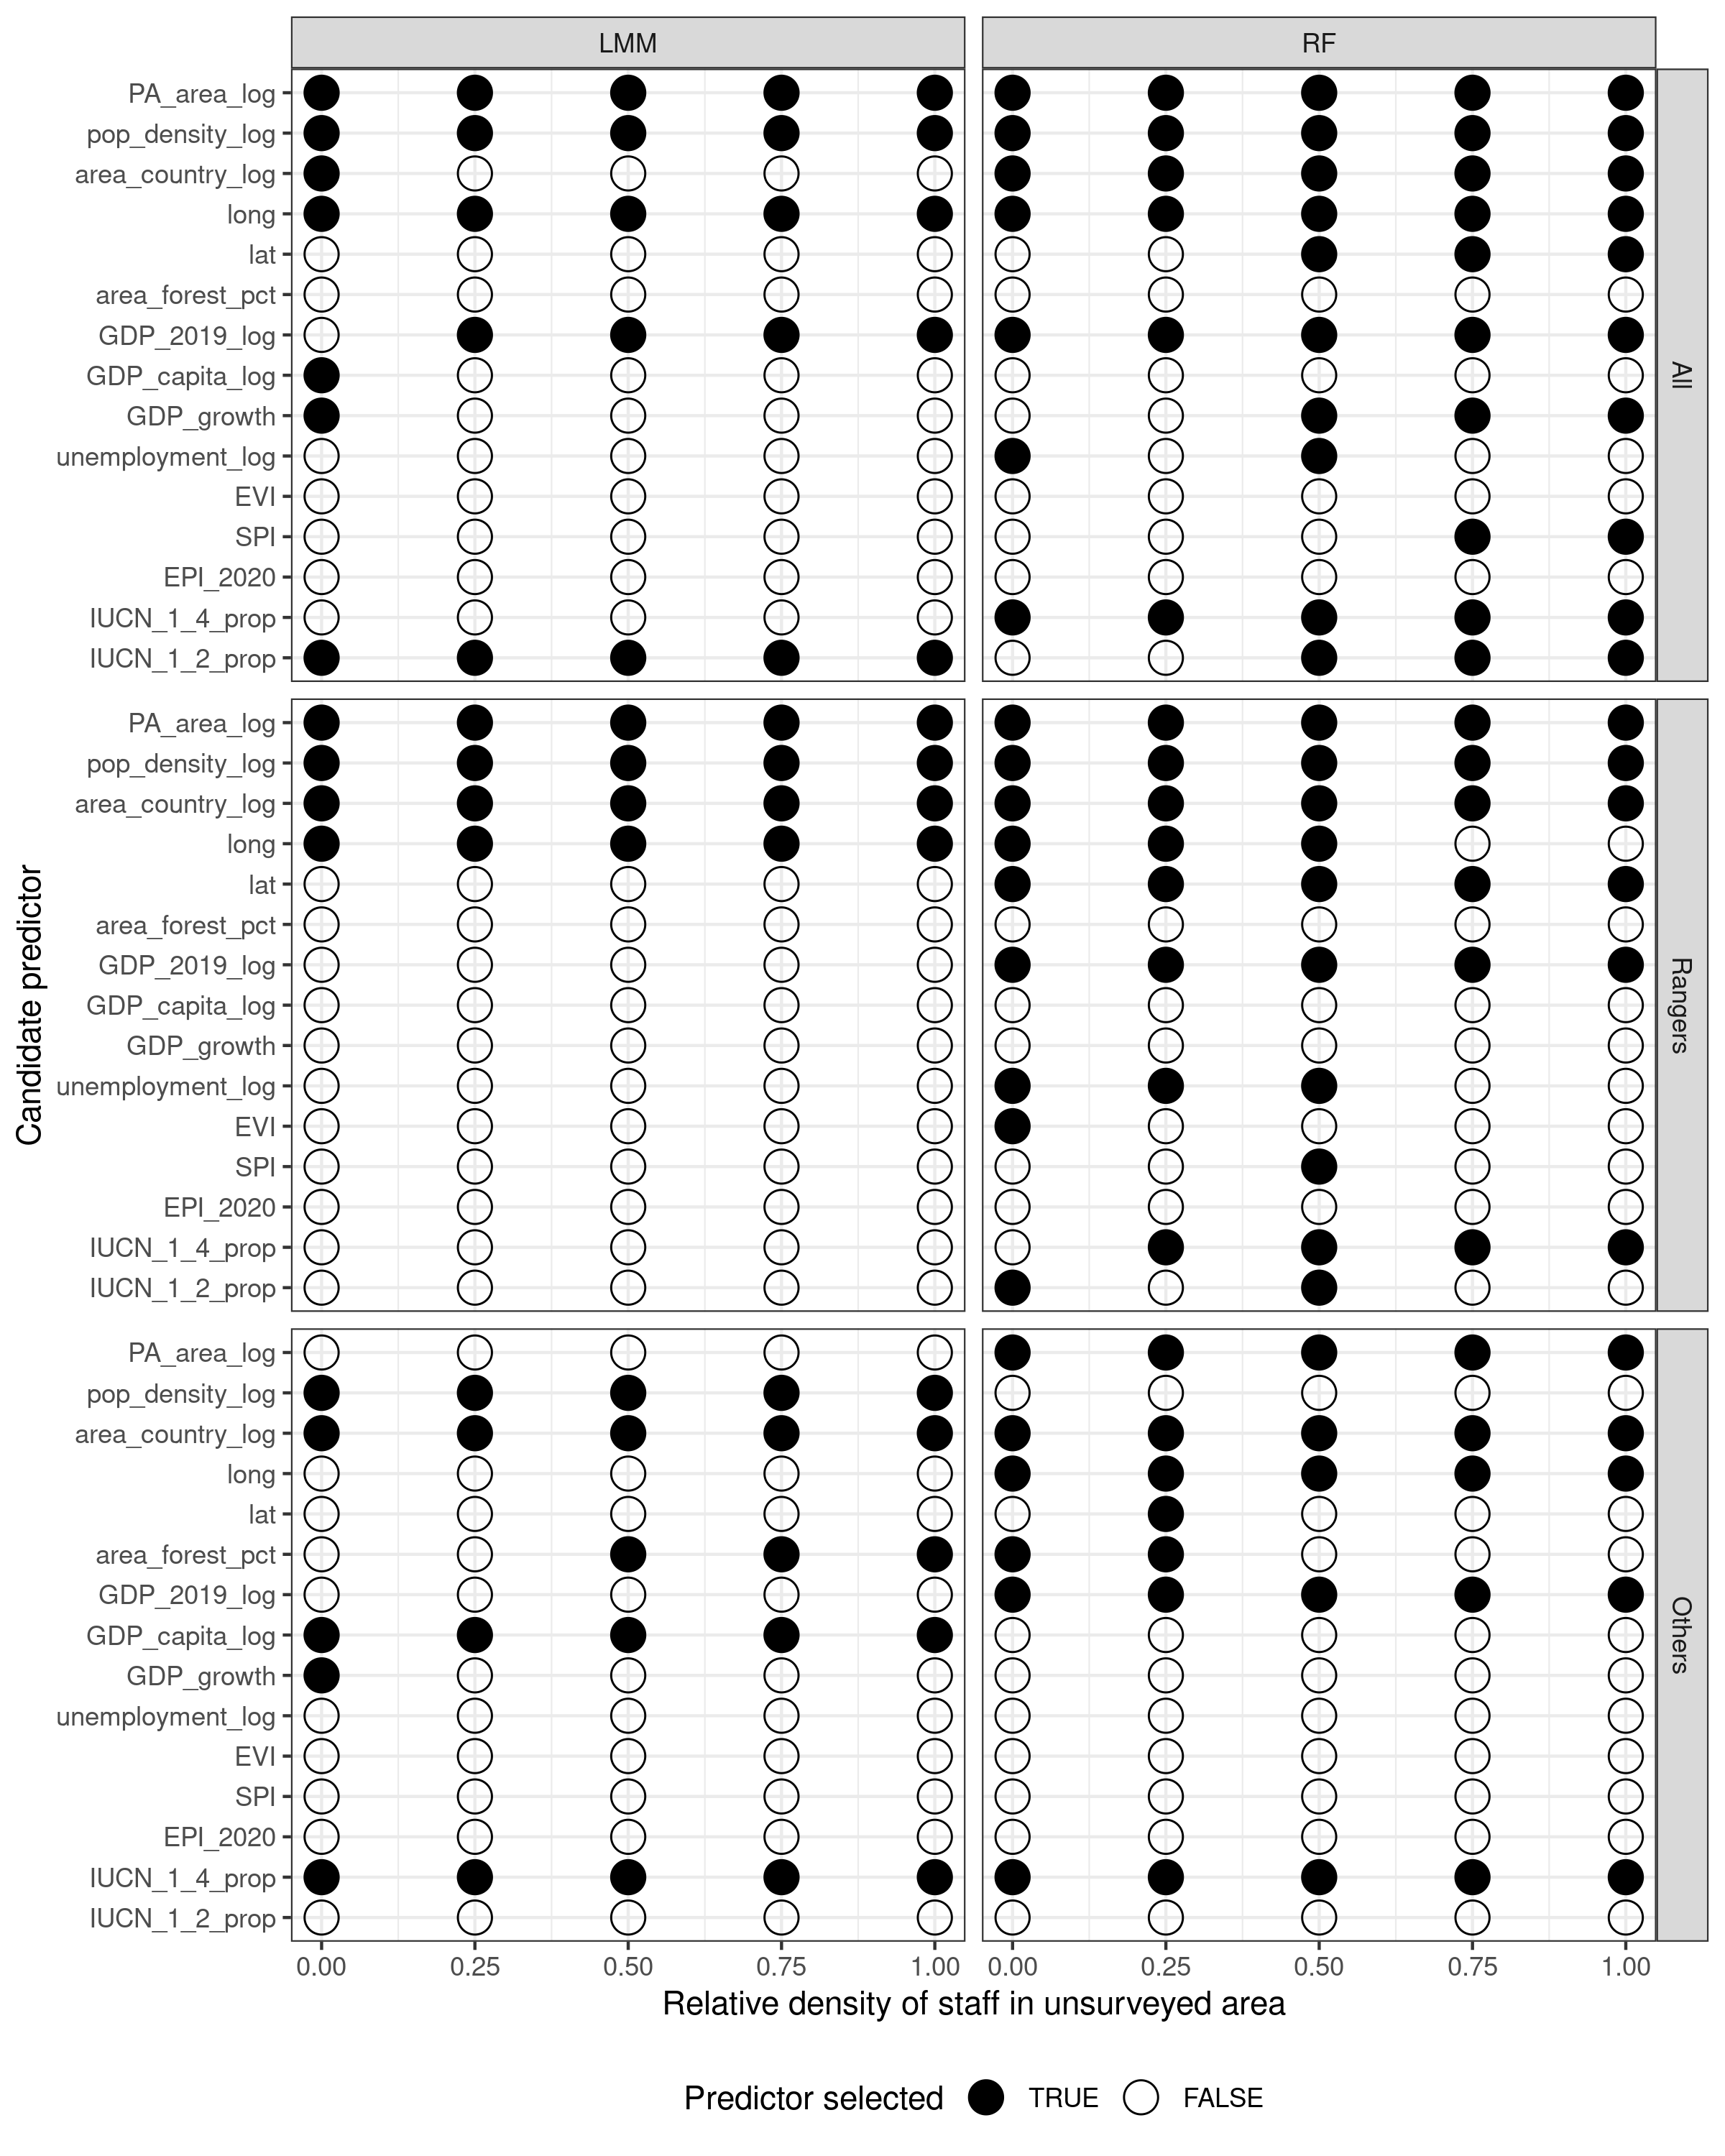 LMM
RF
PA_area_log
pop_density_log
area_country_log
long
lat
area_forest_pct
GDP_2019_log
GDP_capita_log
GDP_growth
unemployment_log
EVI
SPI
EPI_2020
IUCN_1_4_prop
IUCN_1_2_prop
All
PA_area_log
pop_density_log
area_country_log
long
lat
area_forest_pct
GDP_2019_log
GDP_capita_log
GDP_growth
unemployment_log
EVI
SPI
EPI_2020
IUCN_1_4_prop
IUCN_1_2_prop
Rangers
Candidate predictor
PA_area_log
pop_density_log
area_country_log
long
lat
area_forest_pct
GDP_2019_log
GDP_capita_log
GDP_growth
unemployment_log
EVI
SPI
EPI_2020
IUCN_1_4_prop
IUCN_1_2_prop
Others
0.00 0.25 0.50 0.75 1.00 0.00 0.25 0.50 0.75 1.00
Relative density of staff in unsurveyed area
Predictor selected TRUE FALSE